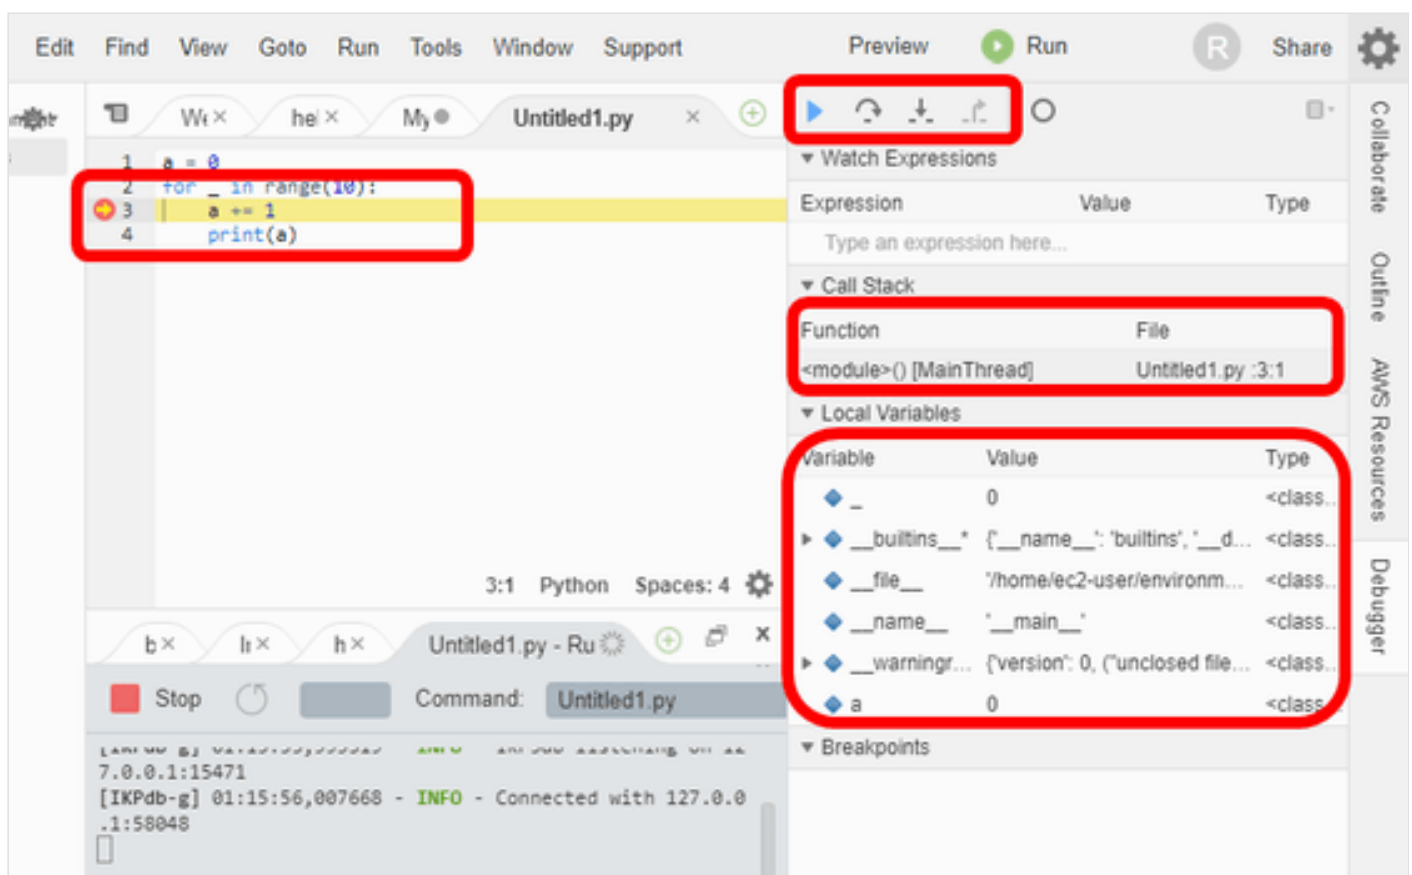 Edit Find View Goto Run Tools Window Support Preview Run R Share
We he My Untitled1.py
1 a = 0
2 for _ in range(10):
3 a += 1
4 print(a)
3:1 Python Spaces: 4
b h Untitled1.py - Ru
Stop Command: Untitled1.py
7.0.0.1:15471
[IKPdb-g] 01:15:56,007668 - INFO - Connected with 127.0.0
.1:58048
Watch Expressions
Expression Value Type
Type an expression here...
Call Stack
Function File
<module>() [MainThread] Untitled1.py :3:1
Local Variables
Variable Value Type
_ 0 <class...
__builtins__* {'__name__': 'builtins', '__d... <class...
__file__ '/home/ec2-user/environm... <class...
__name__ '__main__' <class...
__warningr... {'version': 0, ("unclosed file... <class...
a 0 <class
Breakpoints
Collaborate
Outline
AWS Resources
Debugger